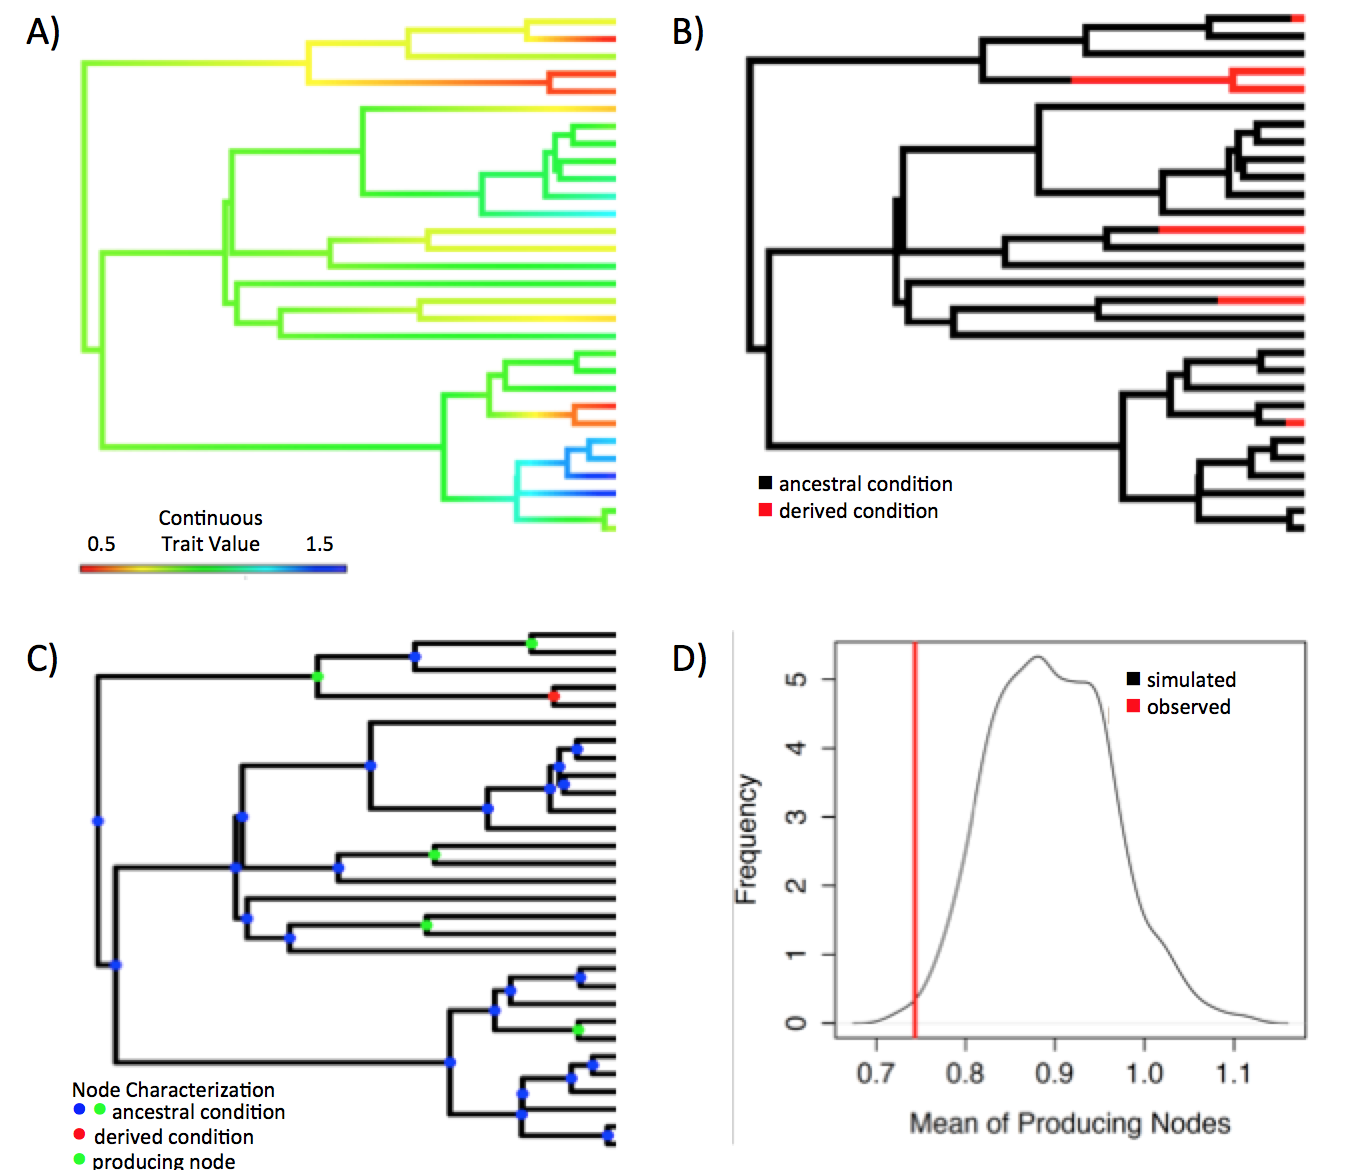 A)
Continuous
0.5 Trait Value 1.5
B)
ancestral condition
derived condition
C)
Node Characterization
ancestral condition
derived condition
producing node
D)
simulated
observed
Frequency
0 1 2 3 4 5
0.7 0.8 0.9 1.0 1.1
Mean of Producing Nodes